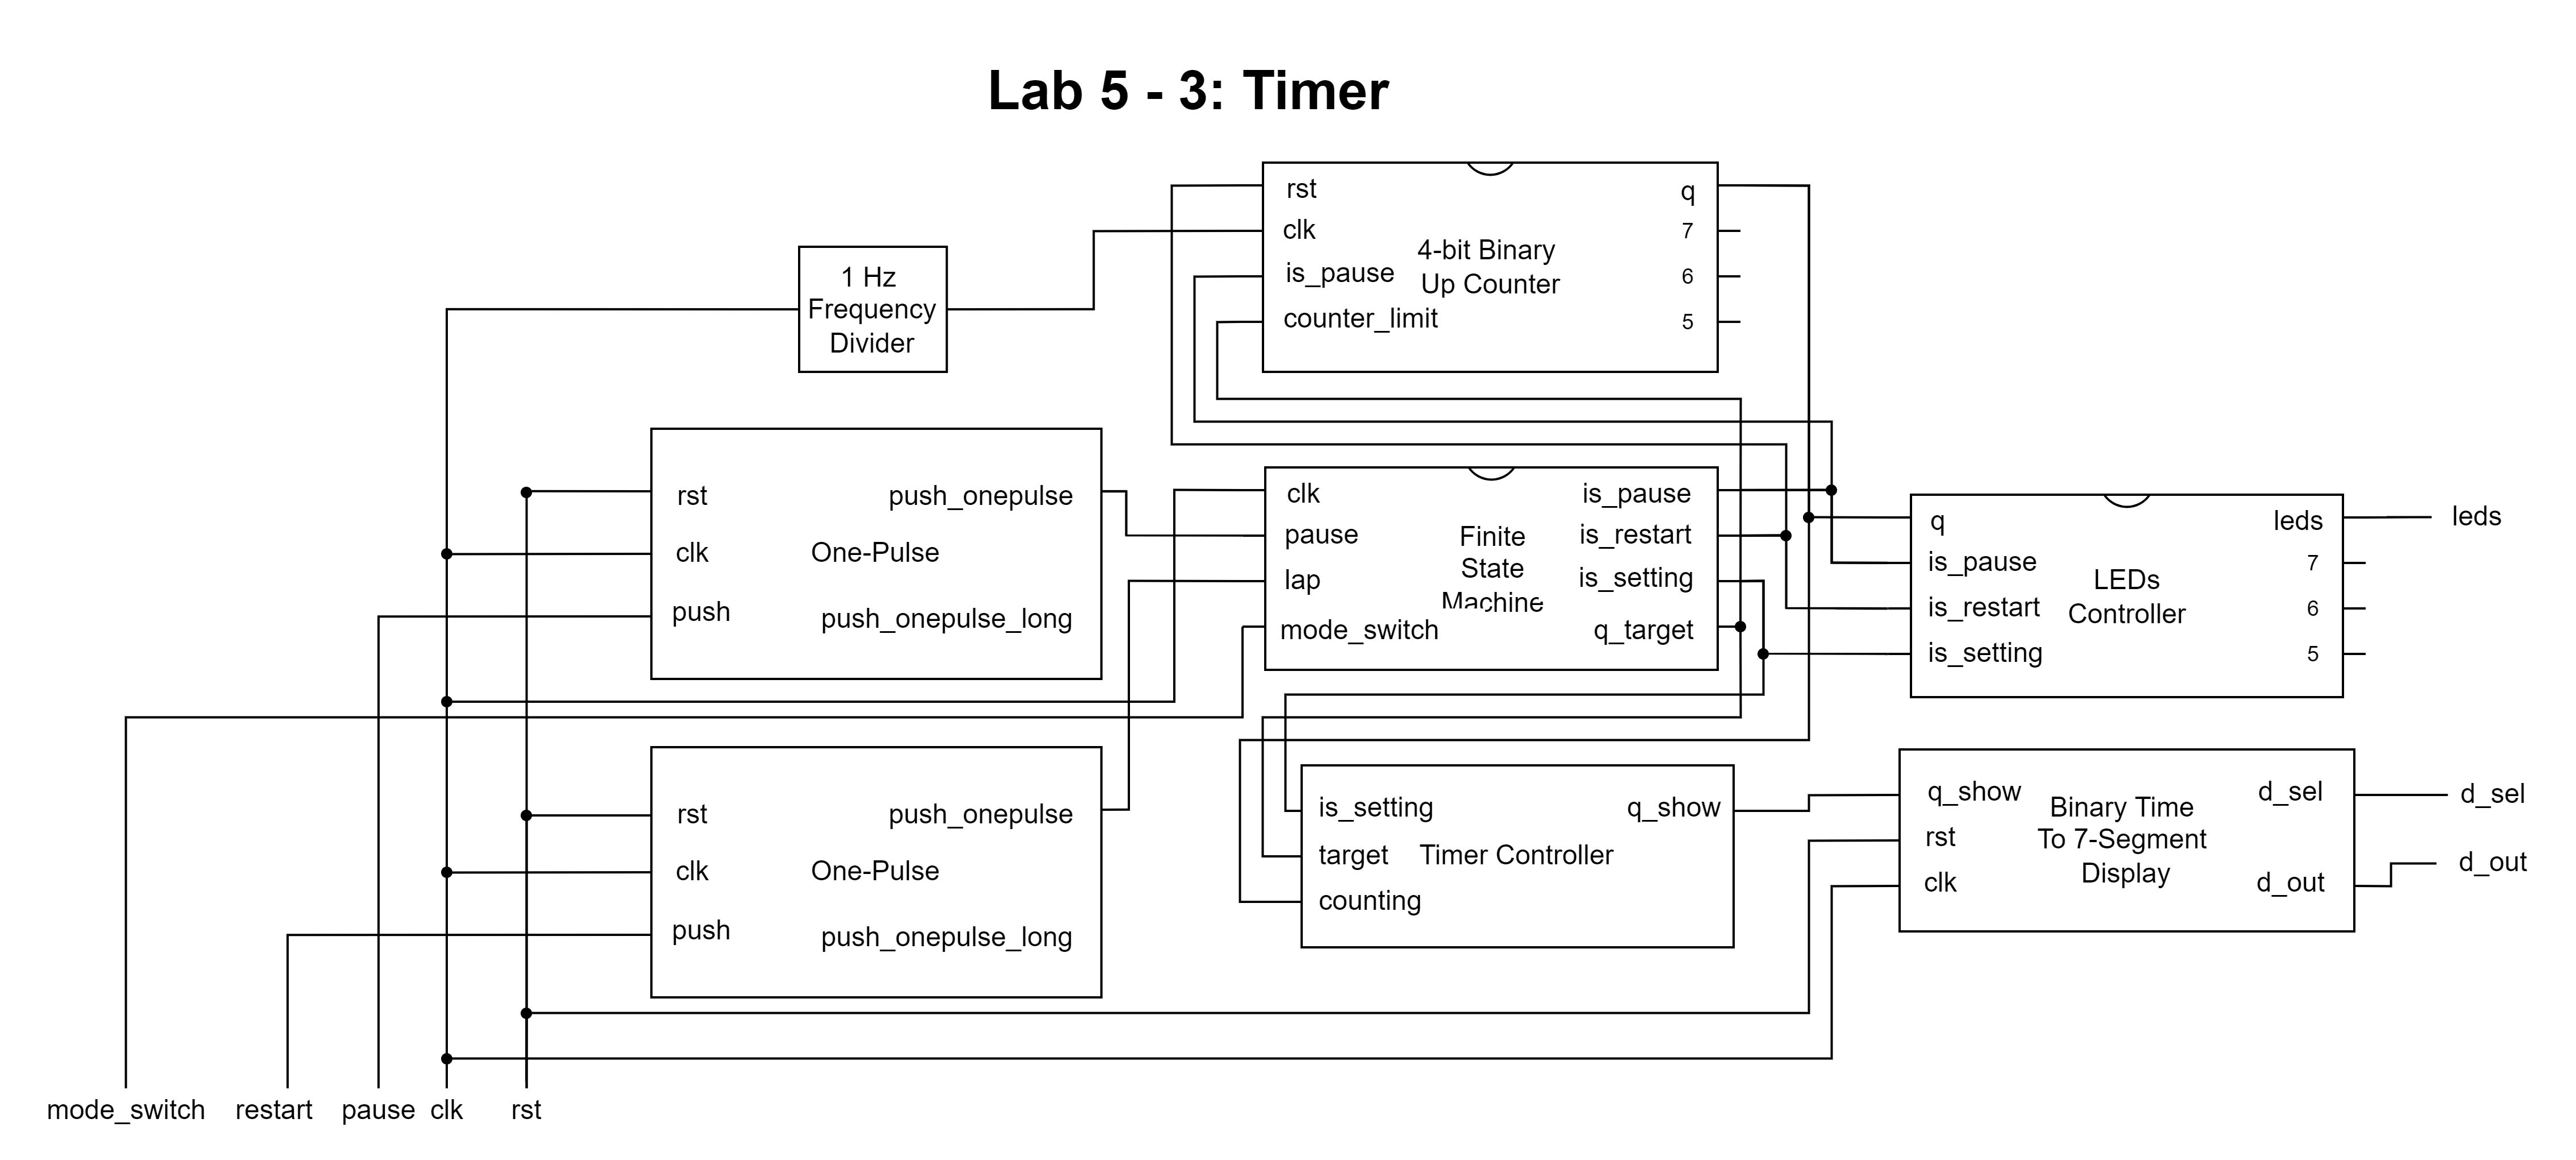 Lab 5 - 3: Timer
rst
clk
is_pause
counter_limit
4-bit Binary
Up Counter
q
7
6
5
1 Hz
Frequency
Divider
rst
clk
push
One-Pulse
push_onepulse
push_onepulse_long
clk
pause
lap
mode_switch
Finite
State
Machine
is_pause
is_restart
is_setting
q_target
q
is_pause
is_restart
is_setting
LEDs
Controller
leds
7
6
5
leds
rst
clk
push
One-Pulse
push_onepulse
push_onepulse_long
is_setting
target
counting
Timer Controller
q_show
q_show
rst
clk
Binary Time
To 7-Segment
Display
d_sel
d_out
d_sel
d_out
mode_switch
restart
pause
clk
rst